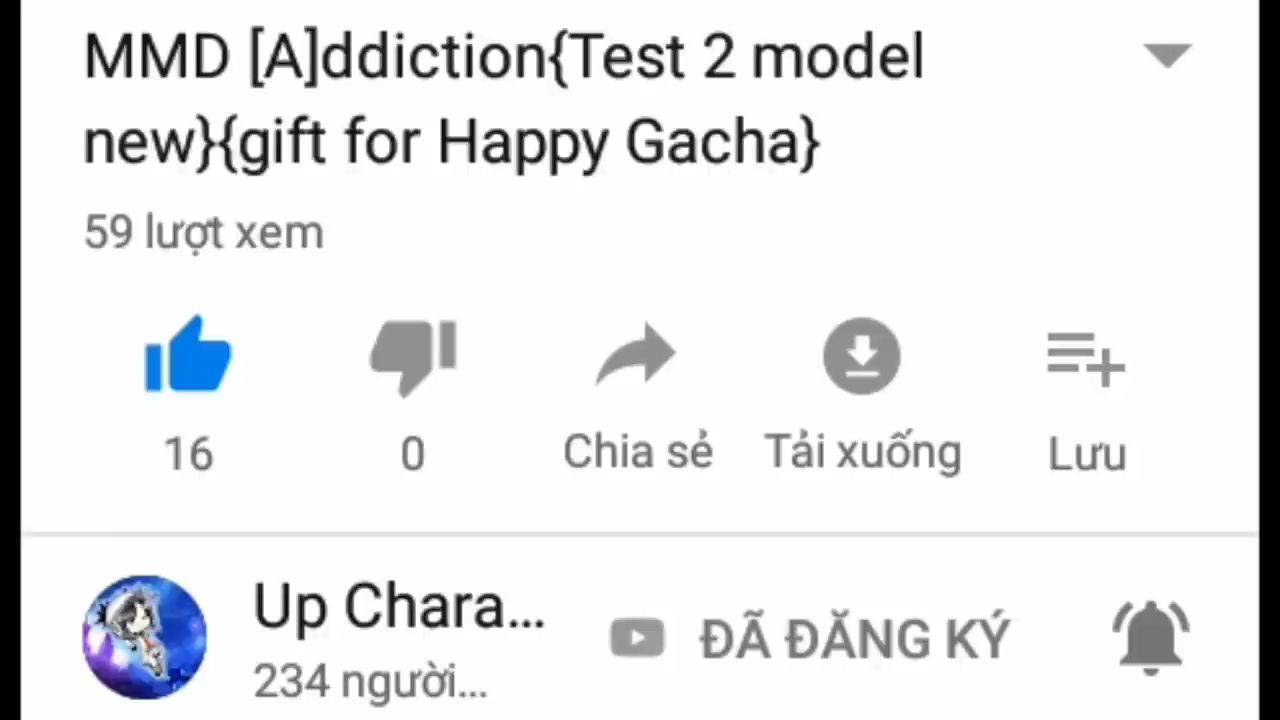 MMD [A]ddiction{Test 2 model
new}{gift for Happy Gacha}
59 lượt xem
16
0
Chia sẻ
Tải xuống
Lưu
Up Chara...
ĐÃ ĐĂNG KÝ
234 người...